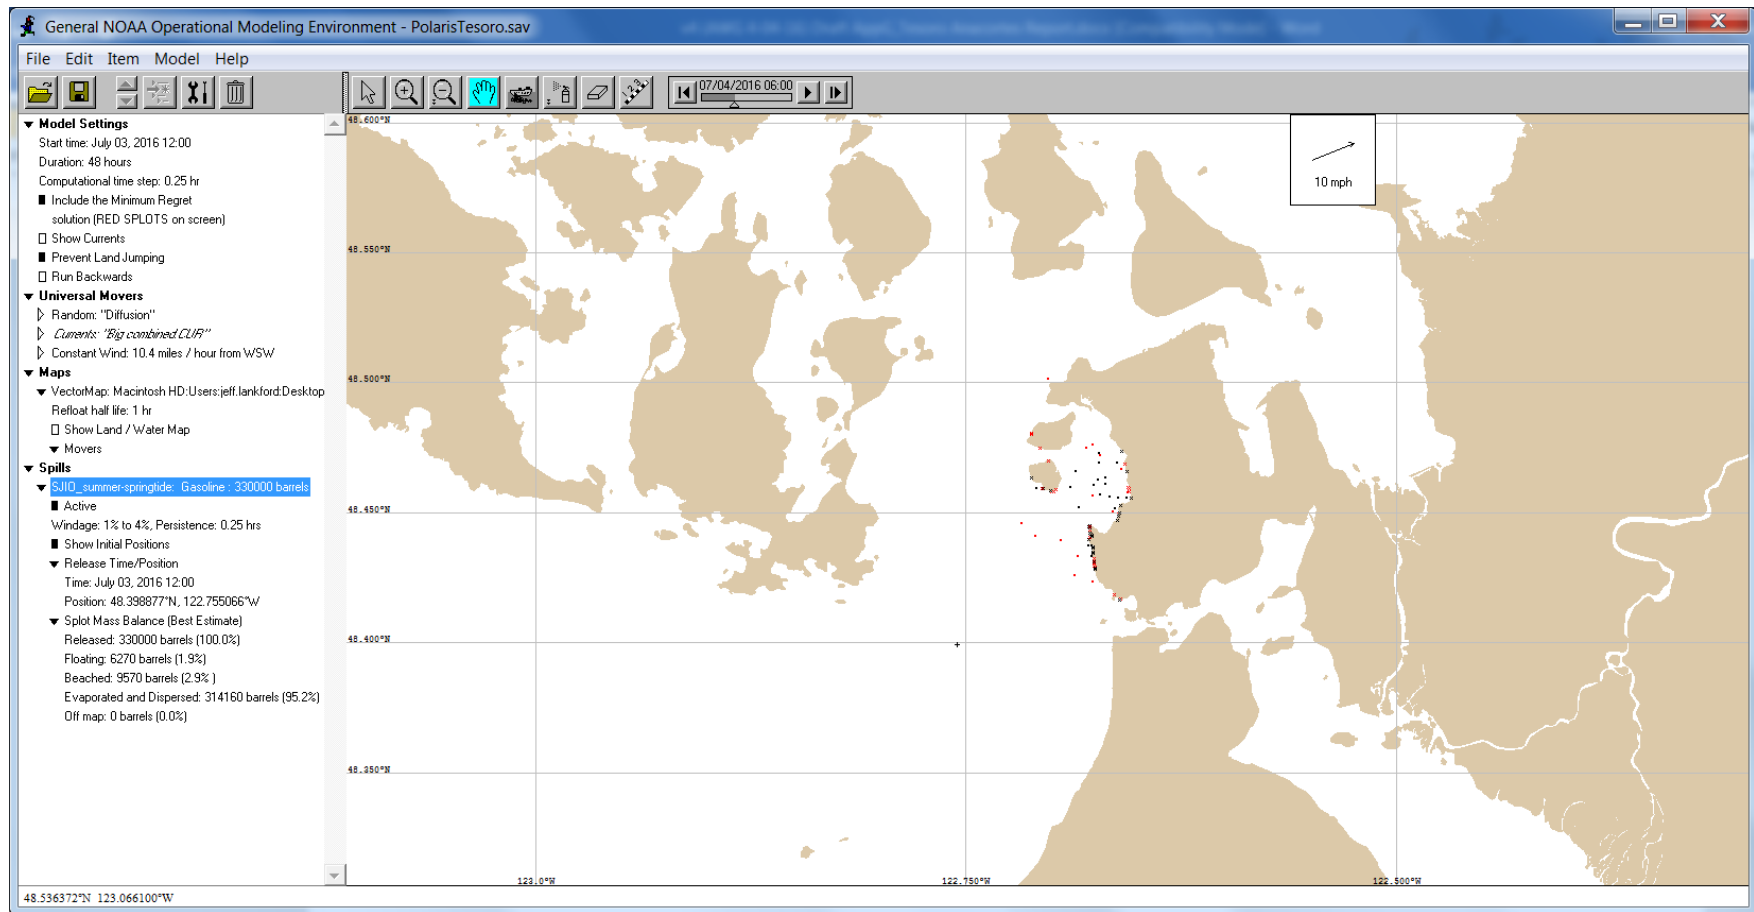 General NOAA Operational Modeling Environment - PolarisTesoro.sav
File Edit Item Model Help
07/04/2016 06:00
Model Settings
Start time: July 03, 2016 12:00
Duration: 48 hours
Computational time step: 0.25 hr
Include the Minimum Regret
solution (RED SPLOTS on screen)
Show Currents
Prevent Land Jumping
Run Backwards
Universal Movers
Random: "Diffusion"
Currents: "Big combined.CUR"
Constant Wind: 10.4 miles / hour from WSW
Maps
VectorMap: Macintosh HD:Users:jeff.lankford:Desktop
Refloat half life: 1 hr
Show Land / Water Map
Movers
Spills
SJIO_summer-springtide: Gasoline : 330000 barrels
Active
Windage: 1% to 4%, Persistence: 0.25 hrs
Show Initial Positions
Release Time/Position
Time: July 03, 2016 12:00
Position: 48.398877°N, 122.755066°W
Splot Mass Balance (Best Estimate)
Released: 330000 barrels (100.0%)
Floating: 6270 barrels (1.9%)
Beached: 9570 barrels (2.9% )
Evaporated and Dispersed: 314160 barrels (95.2%)
Off map: 0 barrels (0.0%)
48.600°N
10 mph
48.550°N
48.500°N
48.450°N
48.400°N
48.350°N
123.0°W
122.750°W
122.500°W
48.536372°N 123.066100°W